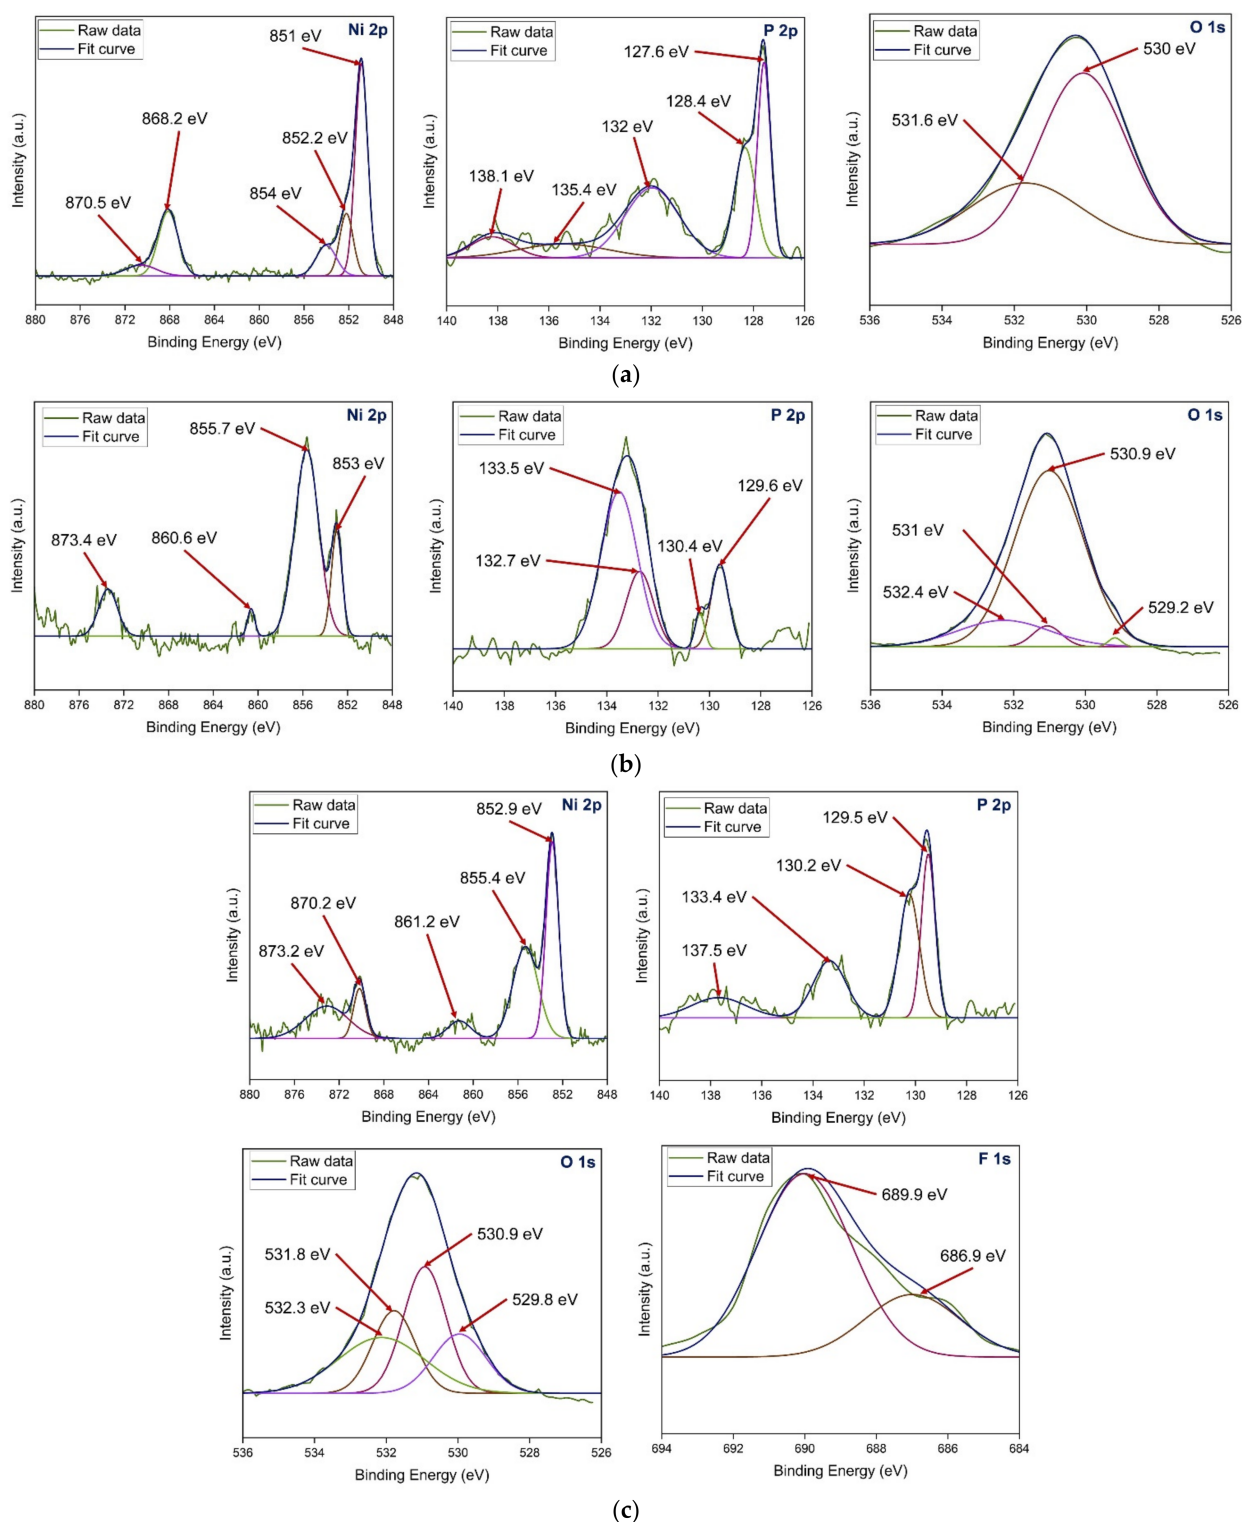 (a)
Raw data
Fit curve
Ni 2p
851 eV
868.2 eV
852.2 eV
854 eV
870.5 eV
Intensity (a.u.)
880 876 872 868 864 860 856 852 848
Binding Energy (eV)
Raw data
Fit curve
P 2p
127.6 eV
128.4 eV
132 eV
138.1 eV
135.4 eV
Intensity (a.u.)
140 138 136 134 132 130 128 126
Binding Energy (eV)
Raw data
Fit curve
O 1s
530 eV
531.6 eV
Intensity (a.u.)
536 534 532 530 528 526
Binding Energy (eV)
(a)
Raw data
Fit curve
Ni 2p
855.7 eV
853 eV
873.4 eV
860.6 eV
Intensity (a.u.)
880 876 872 868 864 860 856 852 848
Binding Energy (eV)
Raw data
Fit curve
P 2p
133.5 eV
129.6 eV
130.4 eV
132.7 eV
Intensity (a.u.)
140 138 136 134 132 130 128 126
Binding Energy (eV)
Raw data
Fit curve
O 1s
530.9 eV
531 eV
532.4 eV
529.2 eV
Intensity (a.u.)
536 534 532 530 528 526
Binding Energy (eV)
(b)
Raw data
Fit curve
Ni 2p
852.9 eV
855.4 eV
870.2 eV
861.2 eV
873.2 eV
Intensity (a.u.)
880 876 872 868 864 860 856 852 848
Binding Energy (eV)
Raw data
Fit curve
P 2p
129.5 eV
130.2 eV
133.4 eV
137.5 eV
Intensity (a.u.)
140 138 136 134 132 130 128 126
Binding Energy (eV)
Raw data
Fit curve
O 1s
530.9 eV
531.8 eV
532.3 eV
529.8 eV
Intensity (a.u.)
536 534 532 530 528 526
Binding Energy (eV)
Raw data
Fit curve
F 1s
689.9 eV
686.9 eV
Intensity (a.u.)
694 692 690 688 686 684
Binding Energy (eV)
(c)